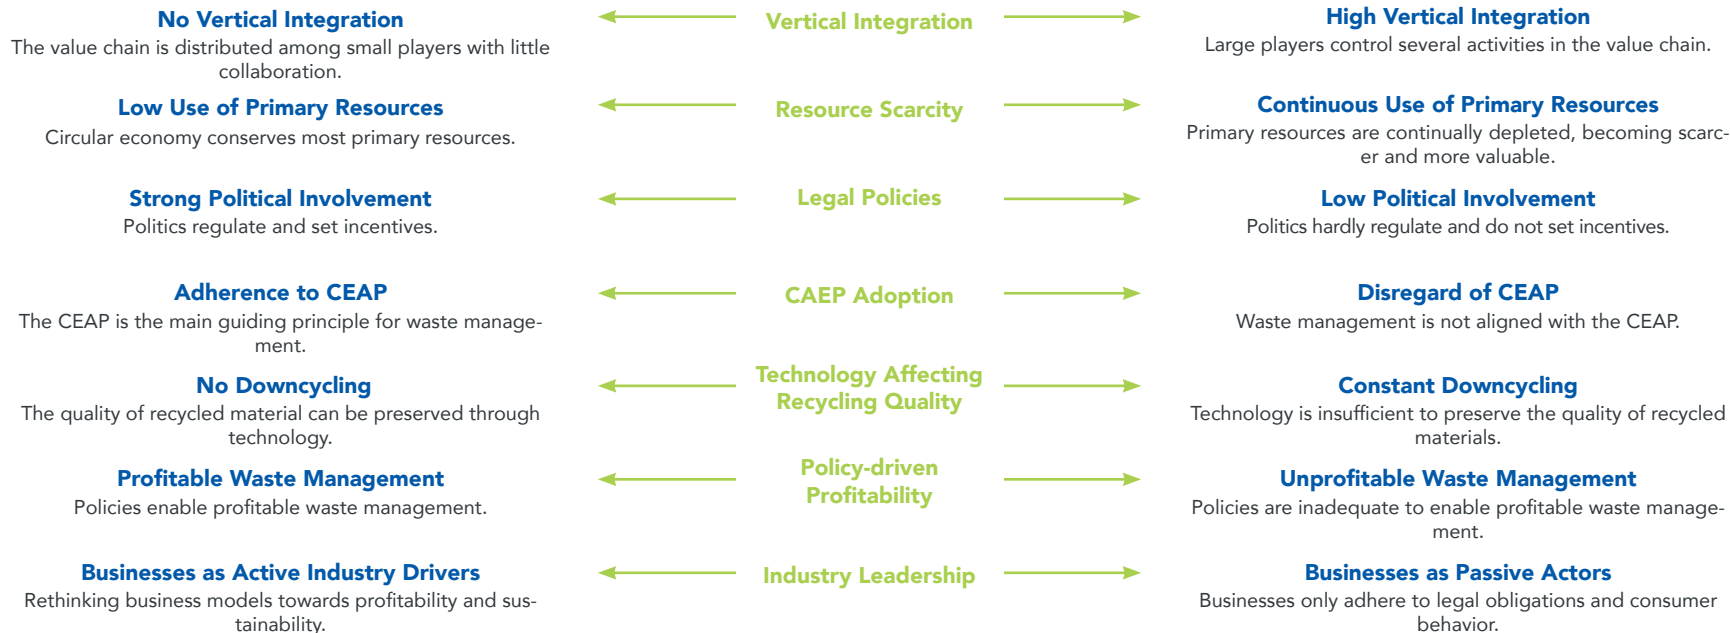 No Vertical Integration
The value chain is distributed among small players with little
collaboration.
Vertical Integration
High Vertical Integration
Large players control several activities in the value chain.
Low Use of Primary Resources
Circular economy conserves most primary resources.
Resource Scarcity
Continuous Use of Primary Resources
Primary resources are continually depleted, becoming scarc-
er and more valuable.
Strong Political Involvement
Politics regulate and set incentives.
Legal Policies
Low Political Involvement
Politics hardly regulate and do not set incentives.
Adherence to CEAP
The CEAP is the main guiding principle for waste manage-
ment.
CAEP Adoption
Disregard of CEAP
Waste management is not aligned with the CEAP.
No Downcycling
The quality of recycled material can be preserved through
technology.
Technology Affecting
Recycling Quality
Constant Downcycling
Technology is insufficient to preserve the quality of recycled
materials.
Profitable Waste Management
Policies enable profitable waste management.
Policy-driven
Profitability
Unprofitable Waste Management
Policies are inadequate to enable profitable waste manage-
ment.
Businesses as Active Industry Drivers
Rethinking business models towards profitability and sus-
tainability.
Industry Leadership
Businesses as Passive Actors
Businesses only adhere to legal obligations and consumer
behavior.